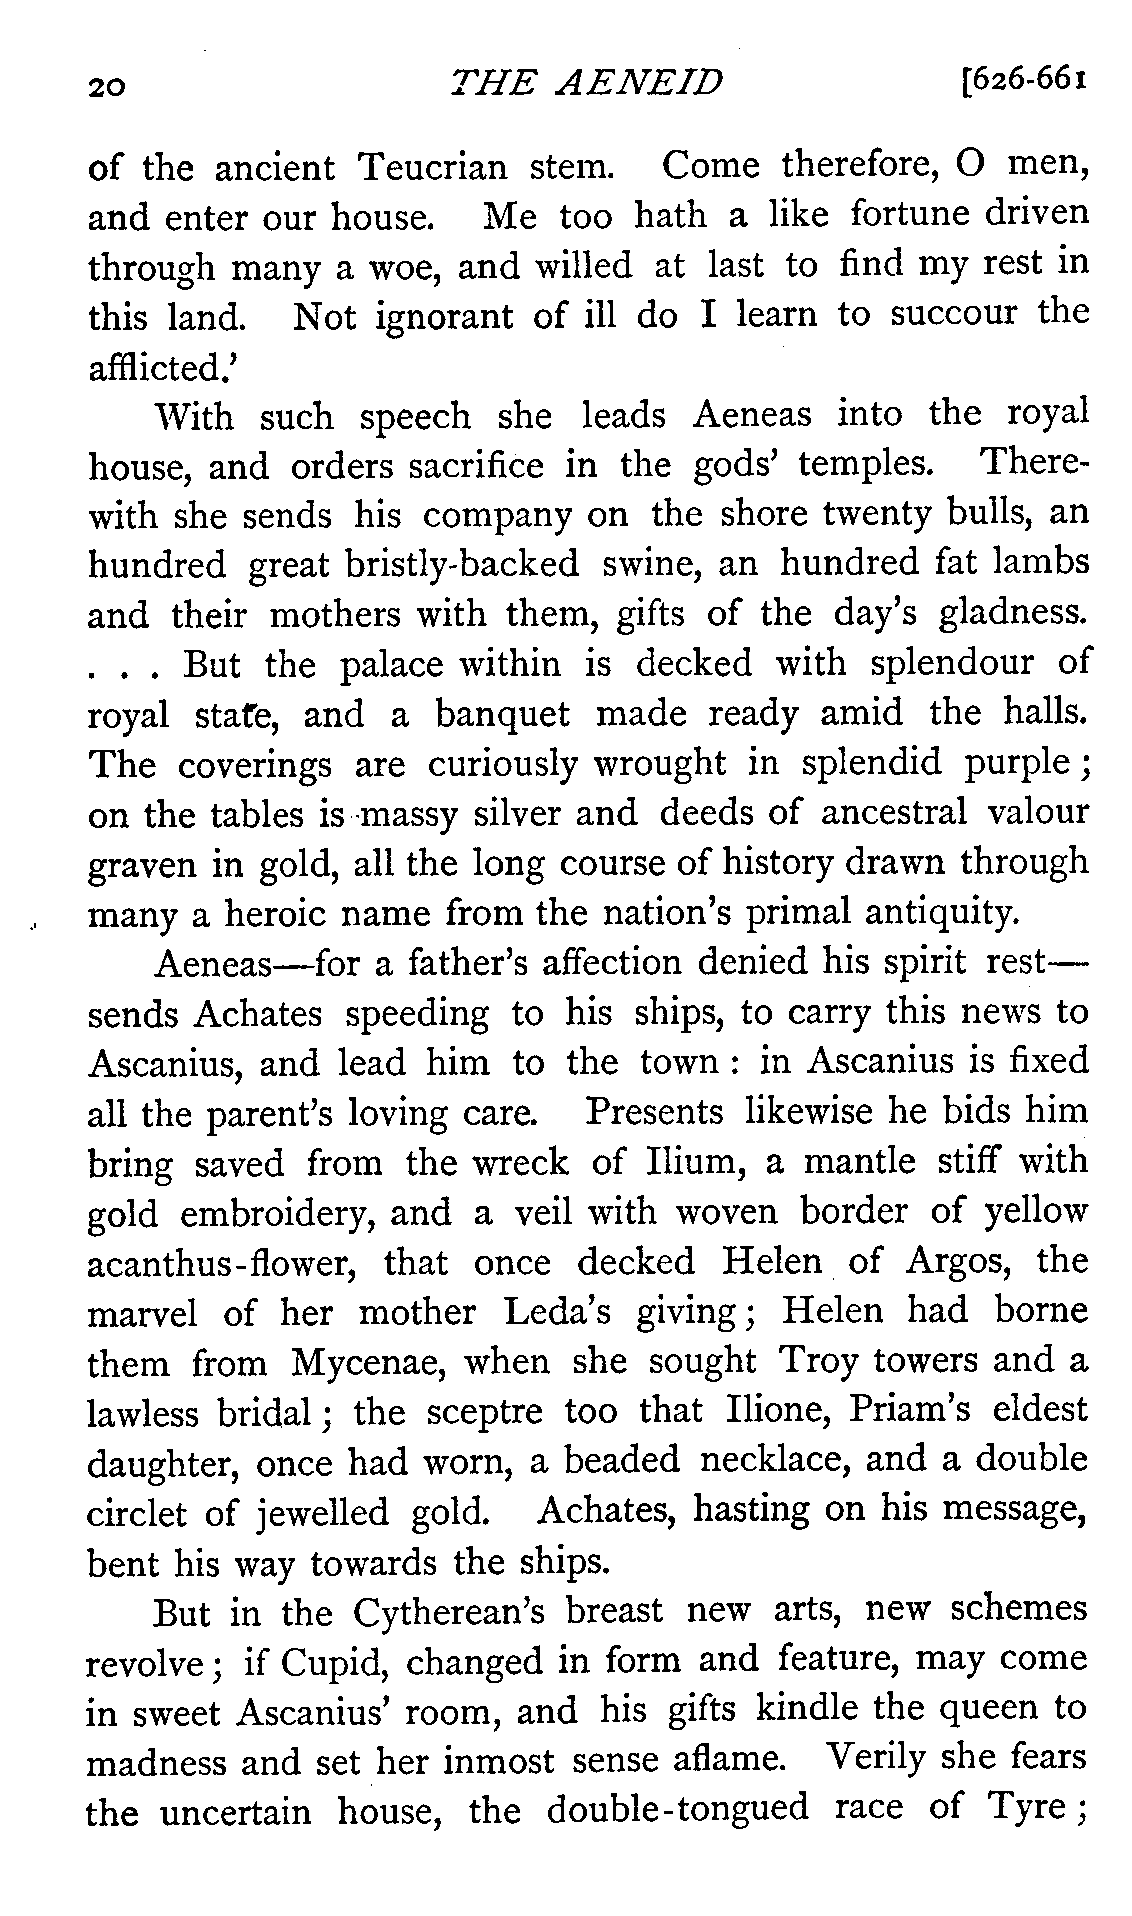 20 THE AENEID [626-661
of the ancient Teucrian stem. Come therefore, O men,
and enter our house. Me too hath a like fortune driven
through many a woe, and willed at last to find my rest in
this land. Not ignorant of ill do I learn to succour the
afflicted.’
With such speech she leads Aeneas into the royal
house, and orders sacrifice in the gods’ temples. There-
with she sends his company on the shore twenty bulls, an
hundred great bristly-backed swine, an hundred fat lambs
and their mothers with them, gifts of the day’s gladness.
. . . But the palace within is decked with splendour of
royal state, and a banquet made ready amid the halls.
The coverings are curiously wrought in splendid purple ;
on the tables is massy silver and deeds of ancestral valour
graven in gold, all the long course of history drawn through
many a heroic name from the nation’s primal antiquity.
Aeneas—for a father’s affection denied his spirit rest—
sends Achates speeding to his ships, to carry this news to
Ascanius, and lead him to the town : in Ascanius is fixed
all the parent’s loving care. Presents likewise he bids him
bring saved from the wreck of Ilium, a mantle stiff with
gold embroidery, and a veil with woven border of yellow
acanthus-flower, that once decked Helen of Argos, the
marvel of her mother Leda’s giving ; Helen had borne
them from Mycenae, when she sought Troy towers and a
lawless bridal ; the sceptre too that Ilione, Priam’s eldest
daughter, once had worn, a beaded necklace, and a double
circlet of jewelled gold. Achates, hasting on his message,
bent his way towards the ships.
But in the Cytherean’s breast new arts, new schemes
revolve ; if Cupid, changed in form and feature, may come
in sweet Ascanius’ room, and his gifts kindle the queen to
madness and set her inmost sense aflame. Verily she fears
the uncertain house, the double-tongued race of Tyre ;